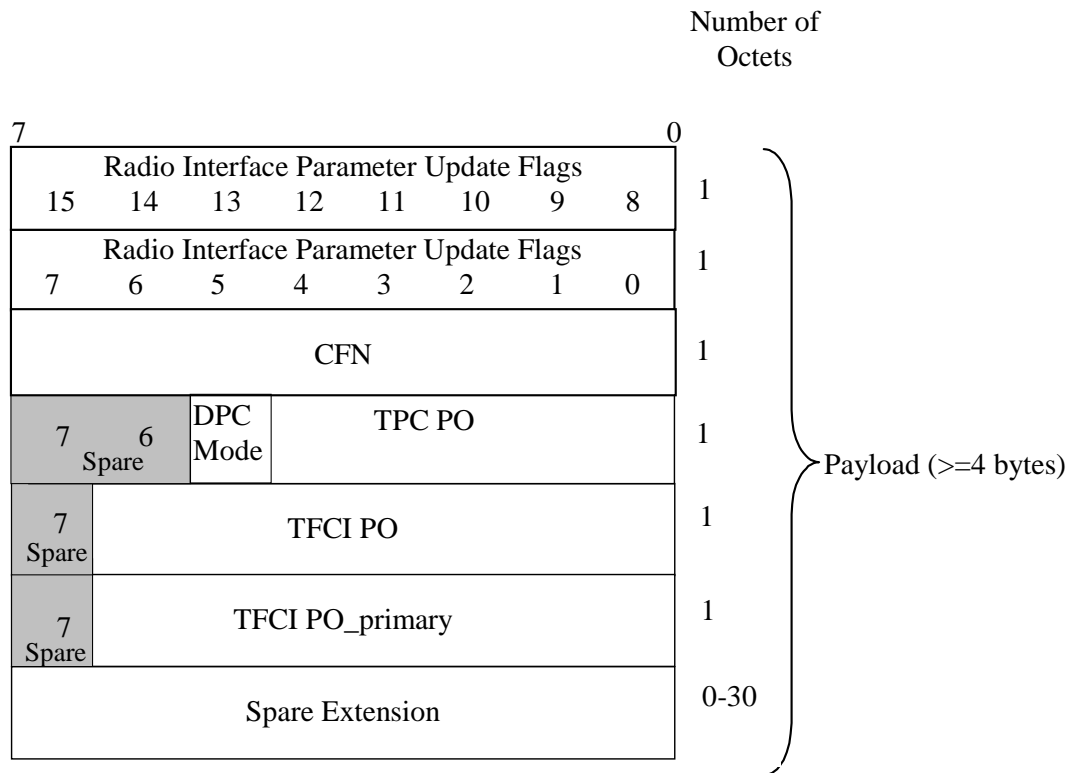 Number of
Octets
7 0
Radio Interface Parameter Update Flags
15 14 13 12 11 10 9 8 1
Radio Interface Parameter Update Flags
7 6 5 4 3 2 1 0 1
CFN 1
7 6 Spare DPC Mode TPC PO 1
Payload (>=4 bytes)
7 Spare TFCI PO 1
7 Spare TFCI PO_primary 1
Spare Extension 0-30